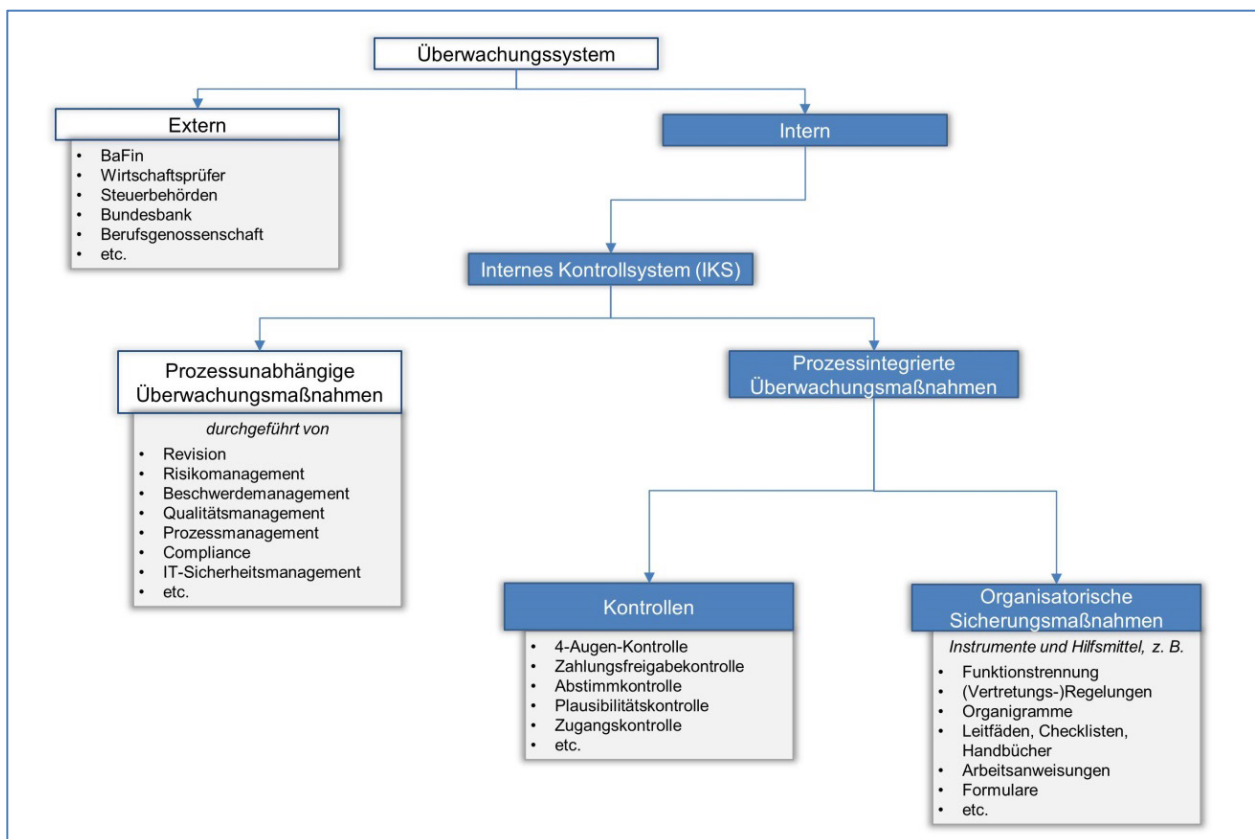 Überwachungssystem
Extern
• BaFin
• Wirtschaftsprüfer
• Steuerbehörden
• Bundesbank
• Berufsgenossenschaft
• etc.
Intern
Internes Kontrollsystem (IKS)
Prozessunabhängige
Überwachungsmaßnahmen
durchgeführt von
• Revision
• Risikomanagement
• Beschwerdemanagement
• Qualitätsmanagement
• Prozessmanagement
• Compliance
• IT-Sicherheitsmanagement
• etc.
Prozessintegrierte
Überwachungsmaßnahmen
Kontrollen
• 4-Augen-Kontrolle
• Zahlungsfreigabekontrolle
• Abstimmkontrolle
• Plausibilitätskontrolle
• Zugangskontrolle
• etc.
Organisatorische
Sicherungsmaßnahmen
Instrumente und Hilfsmittel, z. B.
• Funktionstrennung
• (Vertretungs-)Regelungen
• Organigramme
• Leitfäden, Checklisten,
Handbücher
• Arbeitsanweisungen
• Formulare
• etc.